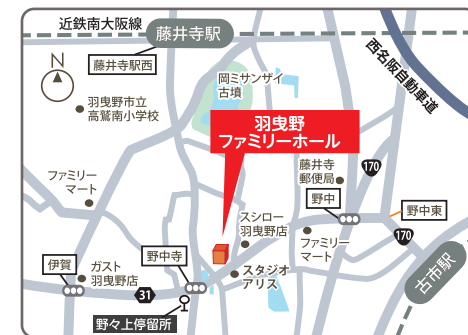 近鉄南大阪線
藤井寺駅
藤井寺駅西
N
西名阪自動車道
岡ミサンザイ
古墳
羽曳野市立
高鷲南小学校
羽曳野
ファミリーホール
ファミリー
マート
藤井寺
郵便局
170
野中
野中東
スシロー
羽曳野店
ファミリー
マート
170
古市駅
伊賀
ガスト
羽曳野店
野中寺
スタジオ
アリス
31
野々上停留所